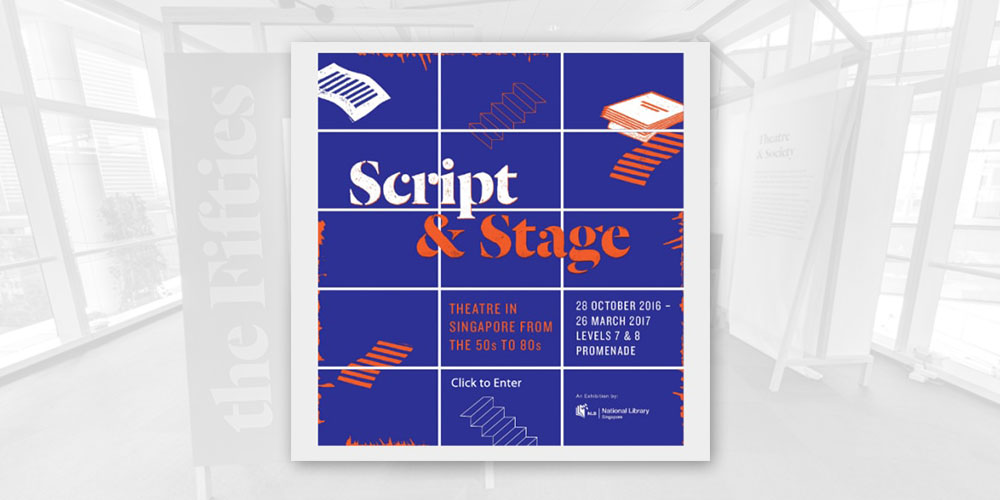 the Fifties
Theatre
& Society
Script
& Stage
THEATRE IN
SINGAPORE FROM
THE 50s TO 80s
28 OCTOBER 2016 –
26 MARCH 2017
LEVELS 7 & 8
PROMENADE
Click to Enter
An Exhibition by:
NLB
National Library
Singapore